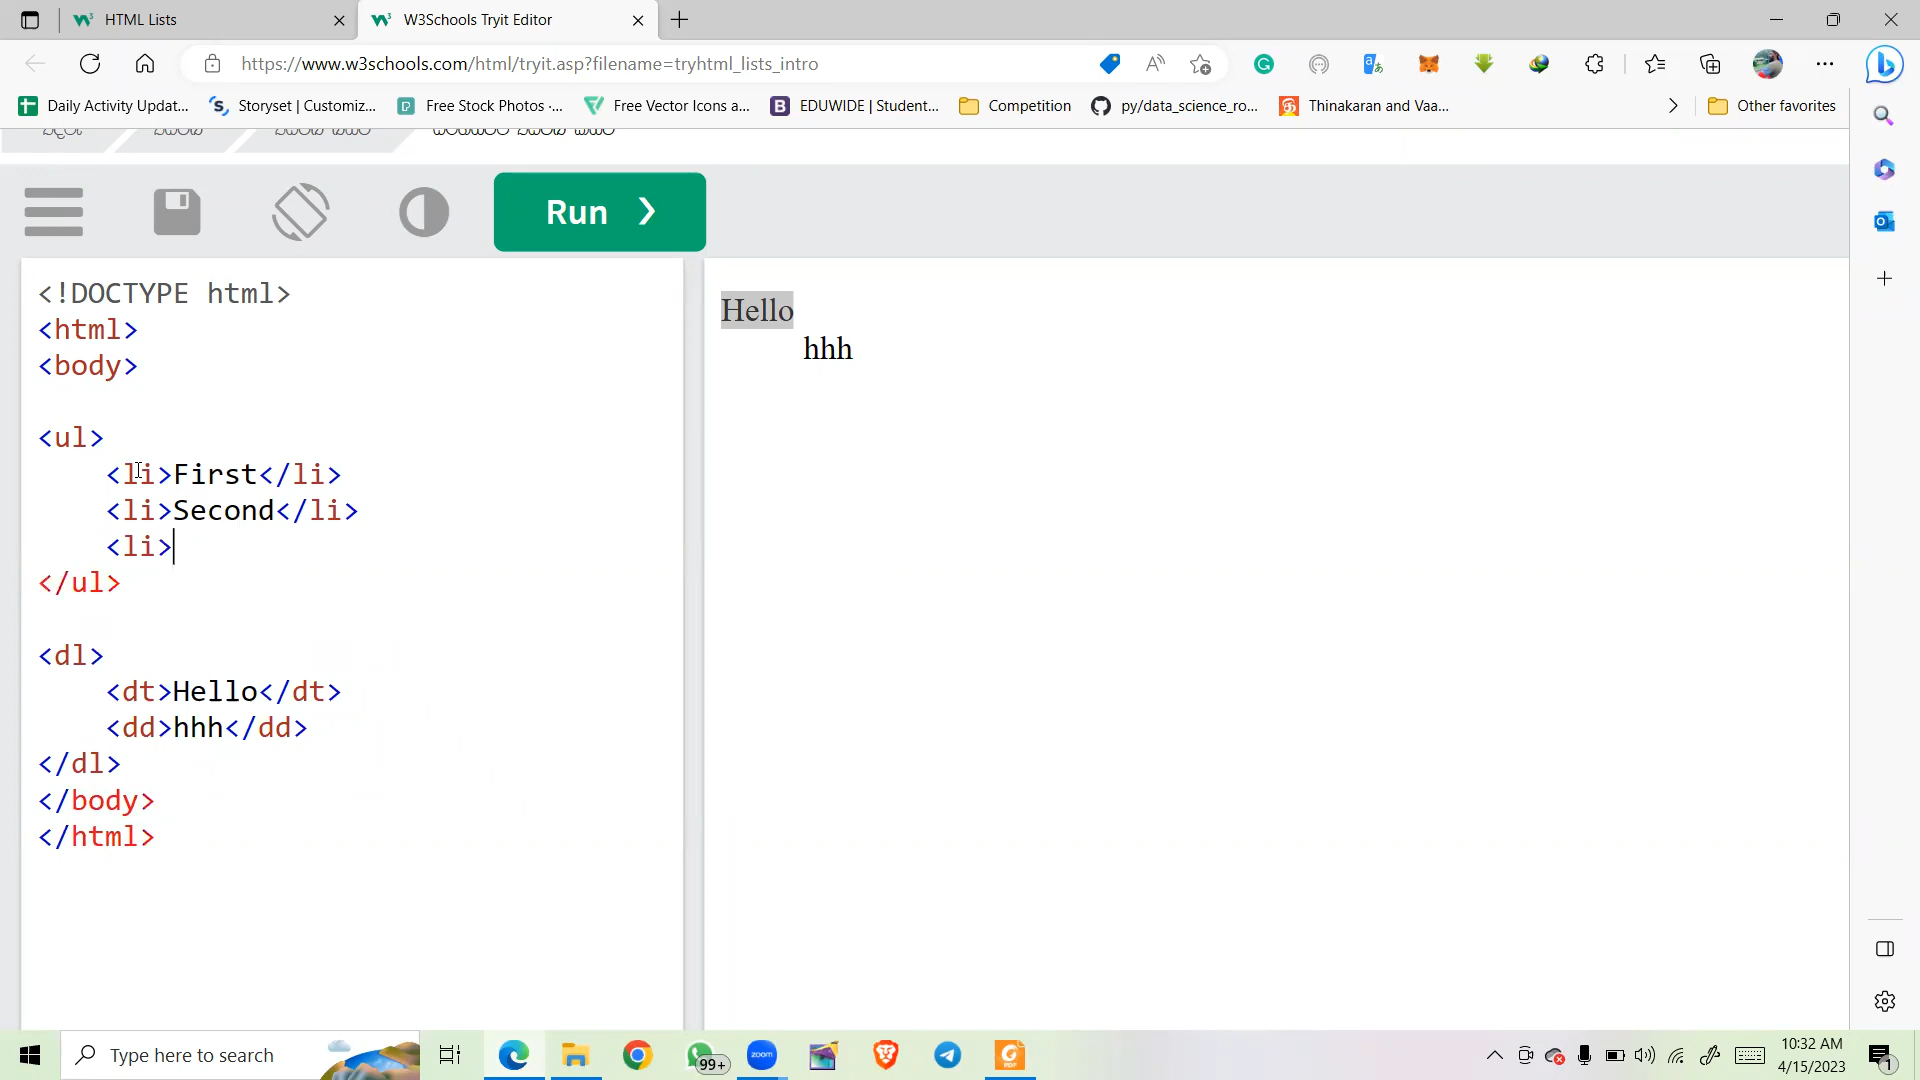 HTML Lists
W3Schools Tryit Editor
https://www.w3schools.com/html/tryit.asp?filename=tryhtml_lists_intro
Daily Activity Updat...
Storyset | Customiz...
Free Stock Photos ·...
Free Vector Icons a...
EDUWIDE | Student...
Competition
py/data_science_ro...
Thinakaran and Vaa...
Other favorites
Run ❯
<!DOCTYPE html>
<html>
<body>
<ul>
<li>First</li>
<li>Second</li>
<li>
</ul>
<dl>
<dt>Hello</dt>
<dd>hhh</dd>
</dl>
</body>
</html>
Hello
hhh
Type here to search
99+
zoom
10:32 AM
4/15/2023
1